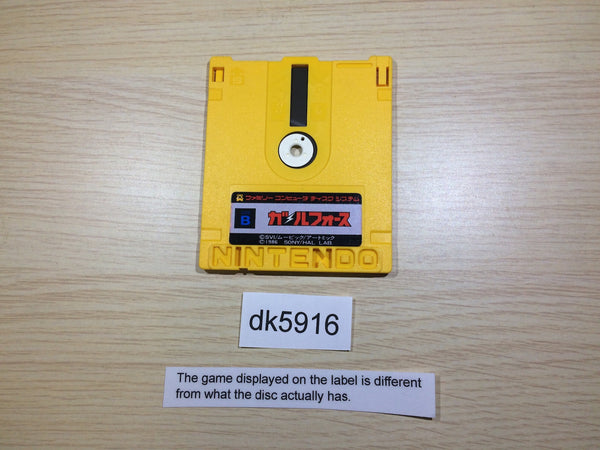 ファミリー コンピュータ ディスク システム
B
ガルフォース
©SVI/ムービック/アートミック
©1986 SONY/HAL LAB
NINTENDO
dk5916
The game displayed on the label is different
from what the disc actually has.